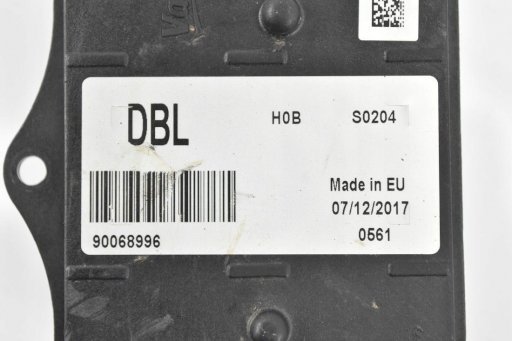 DBL H0B S0204
Made in EU
07/12/2017
90068996 0561